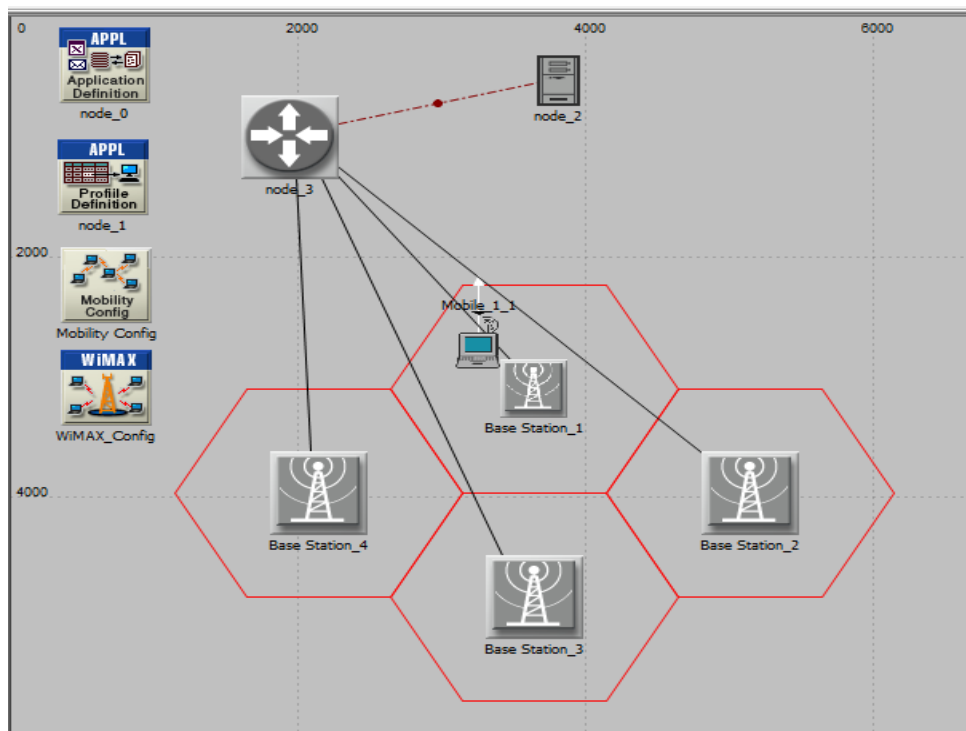 0
2000
4000
6000
APPL
Application
Definition
node_0
node_2
node_3
APPL
Profile
Definition
node_1
2000
Mobility
Config
Mobility Config
Mobile_1_1
WiMAX
WiMAX_Config
Base Station_1
4000
Base Station_4
Base Station_2
Base Station_3